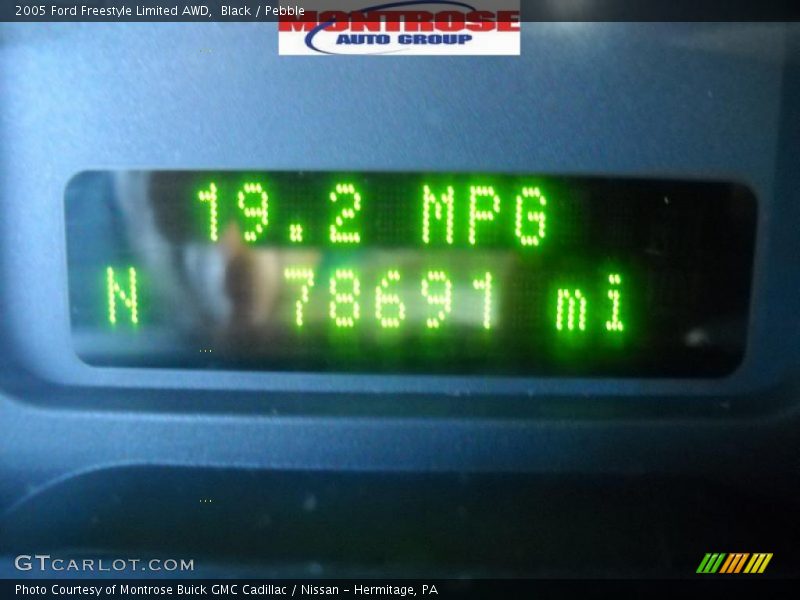 2005 Ford Freestyle Limited AWD, Black / Pebble
MONTROSE
AUTO GROUP
19.2 MPG
N 78691 mi
GTCARLOT.COM
Photo Courtesy of Montrose Buick GMC Cadillac / Nissan - Hermitage, PA